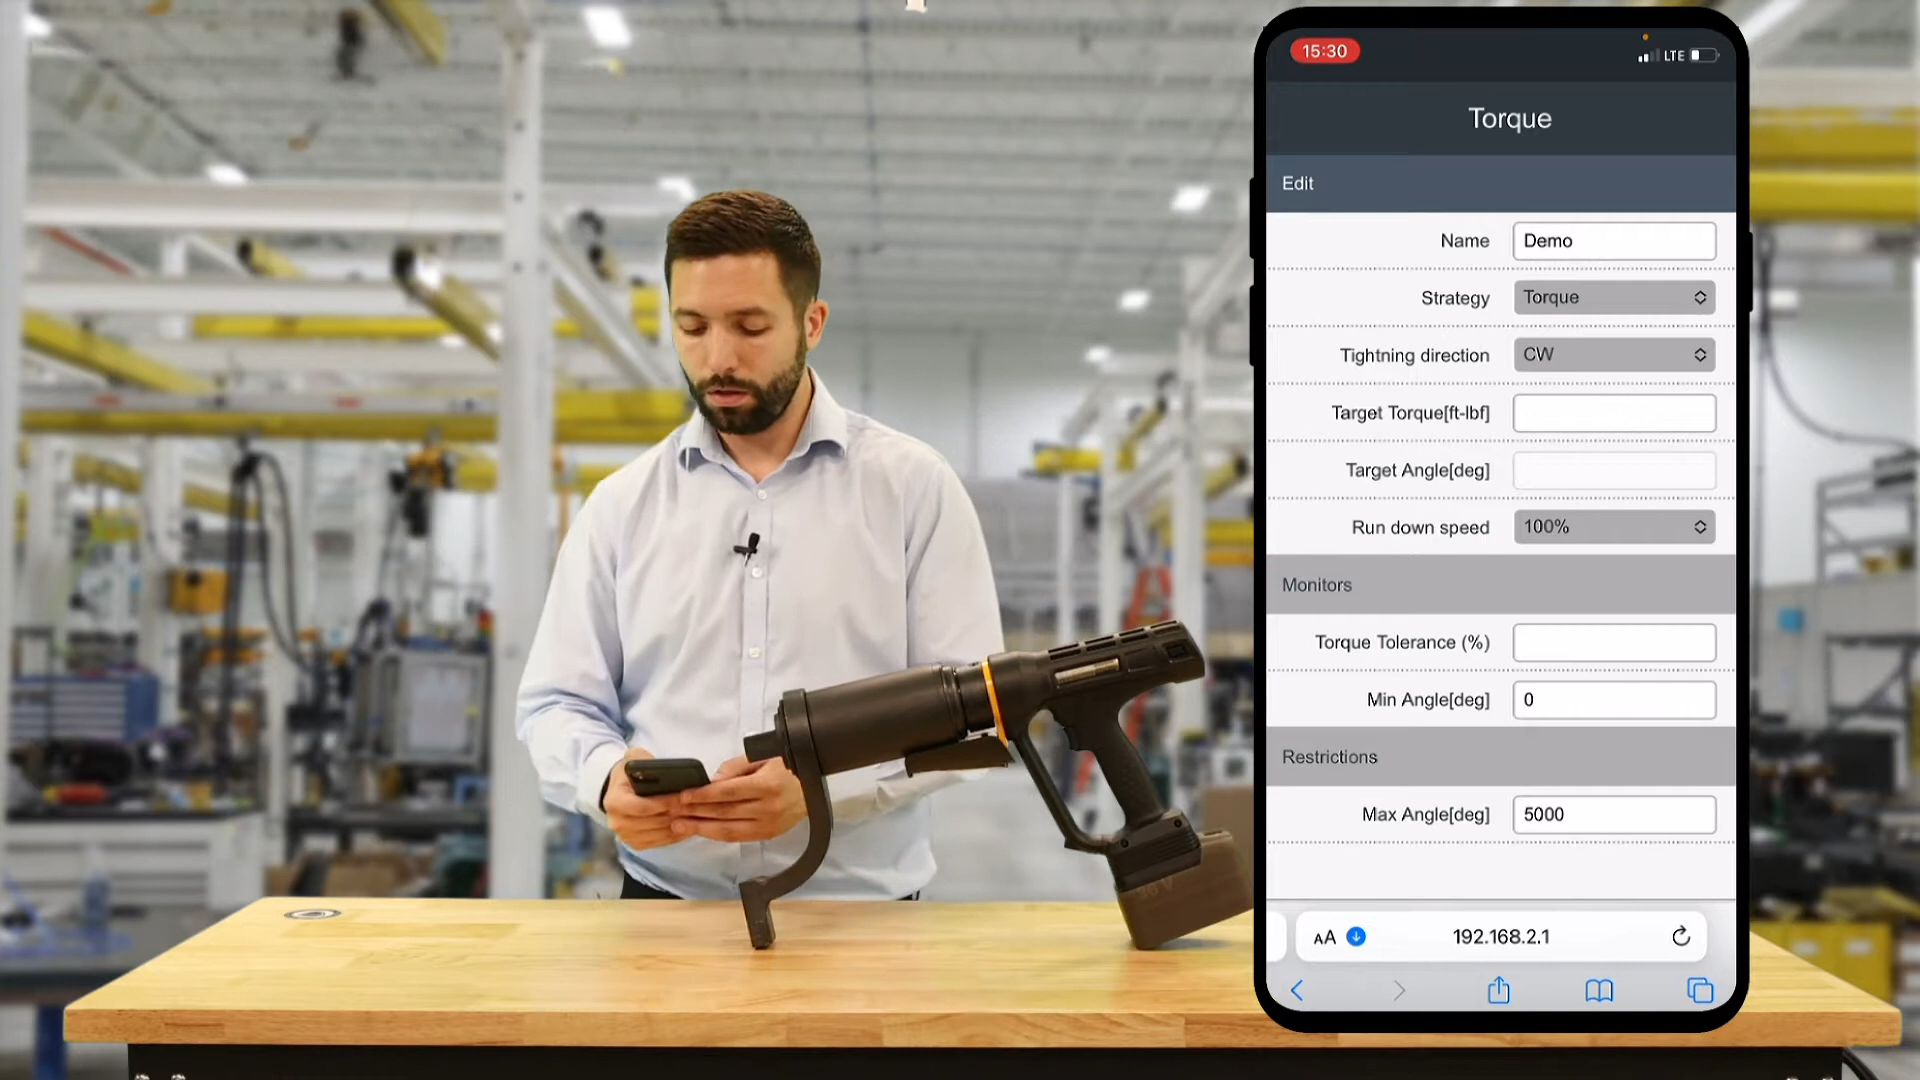 15:30
LTE
Torque
Edit
Name Demo
Strategy Torque
Tightning direction CW
Target Torque[ft-lbf]
Target Angle[deg]
Run down speed 100%
Monitors
Torque Tolerance (%)
Min Angle[deg] 0
Restrictions
Max Angle[deg] 5000
AA 192.168.2.1